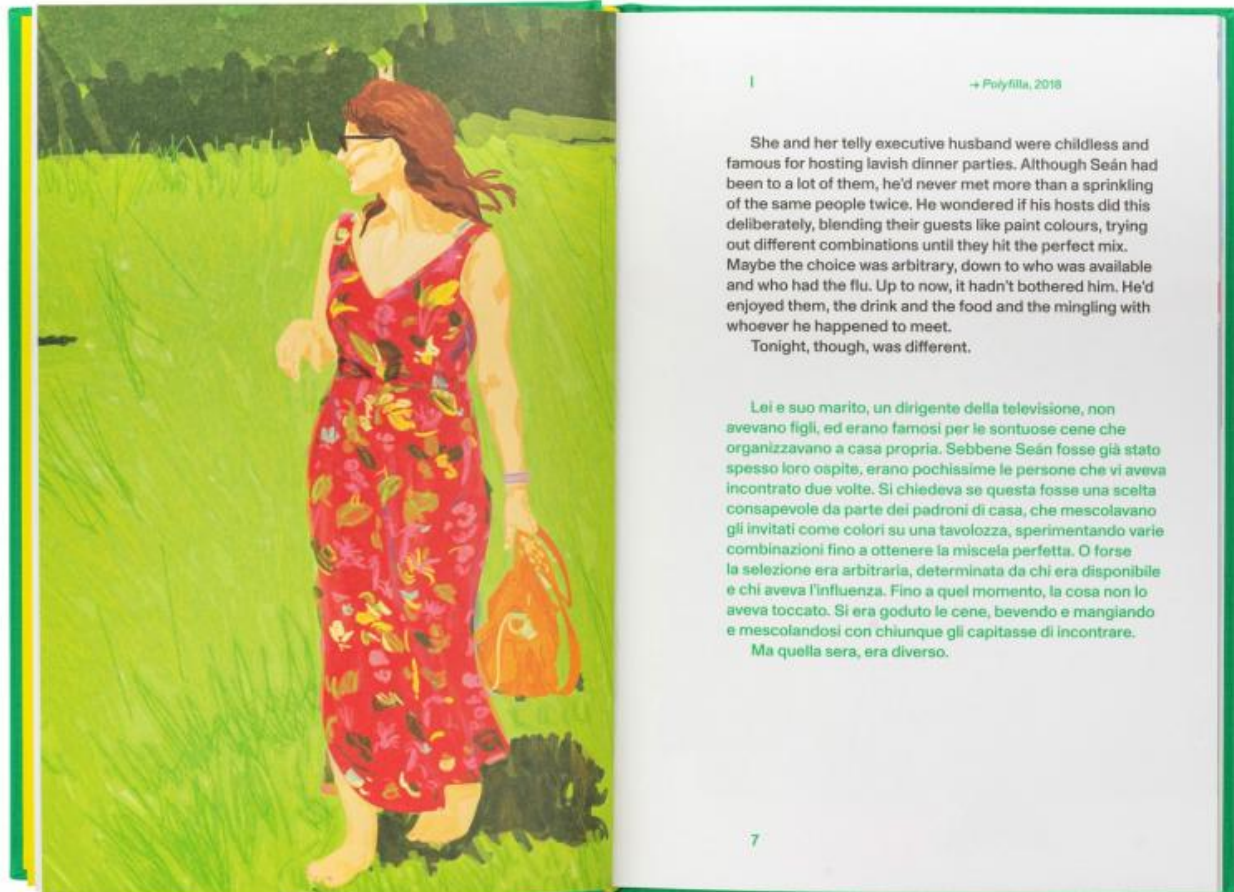 I
→ Polyfilla, 2018
She and her telly executive husband were childless and
famous for hosting lavish dinner parties. Although Seán had
been to a lot of them, he'd never met more than a sprinkling
of the same people twice. He wondered if his hosts did this
deliberately, blending their guests like paint colours, trying
out different combinations until they hit the perfect mix.
Maybe the choice was arbitrary, down to who was available
and who had the flu. Up to now, it hadn't bothered him. He'd
enjoyed them, the drink and the food and the mingling with
whoever he happened to meet.
Tonight, though, was different.
Lei e suo marito, un dirigente della televisione, non
avevano figli, ed erano famosi per le sontuose cene che
organizzavano a casa propria. Sebbene Seán fosse già stato
spesso loro ospite, erano pochissime le persone che vi aveva
incontrato due volte. Si chiedeva se questa fosse una scelta
consapevole da parte dei padroni di casa, che mescolavano
gli invitati come colori su una tavolozza, sperimentando varie
combinazioni fino a ottenere la miscela perfetta. O forse
la selezione era arbitraria, determinata da chi era disponibile
e chi aveva l'influenza. Fino a quel momento, la cosa non lo
aveva toccato. Si era goduto le cene, bevendo e mangiando
e mescolandosi con chiunque gli capitasse di incontrare.
Ma quella sera, era diverso.
7